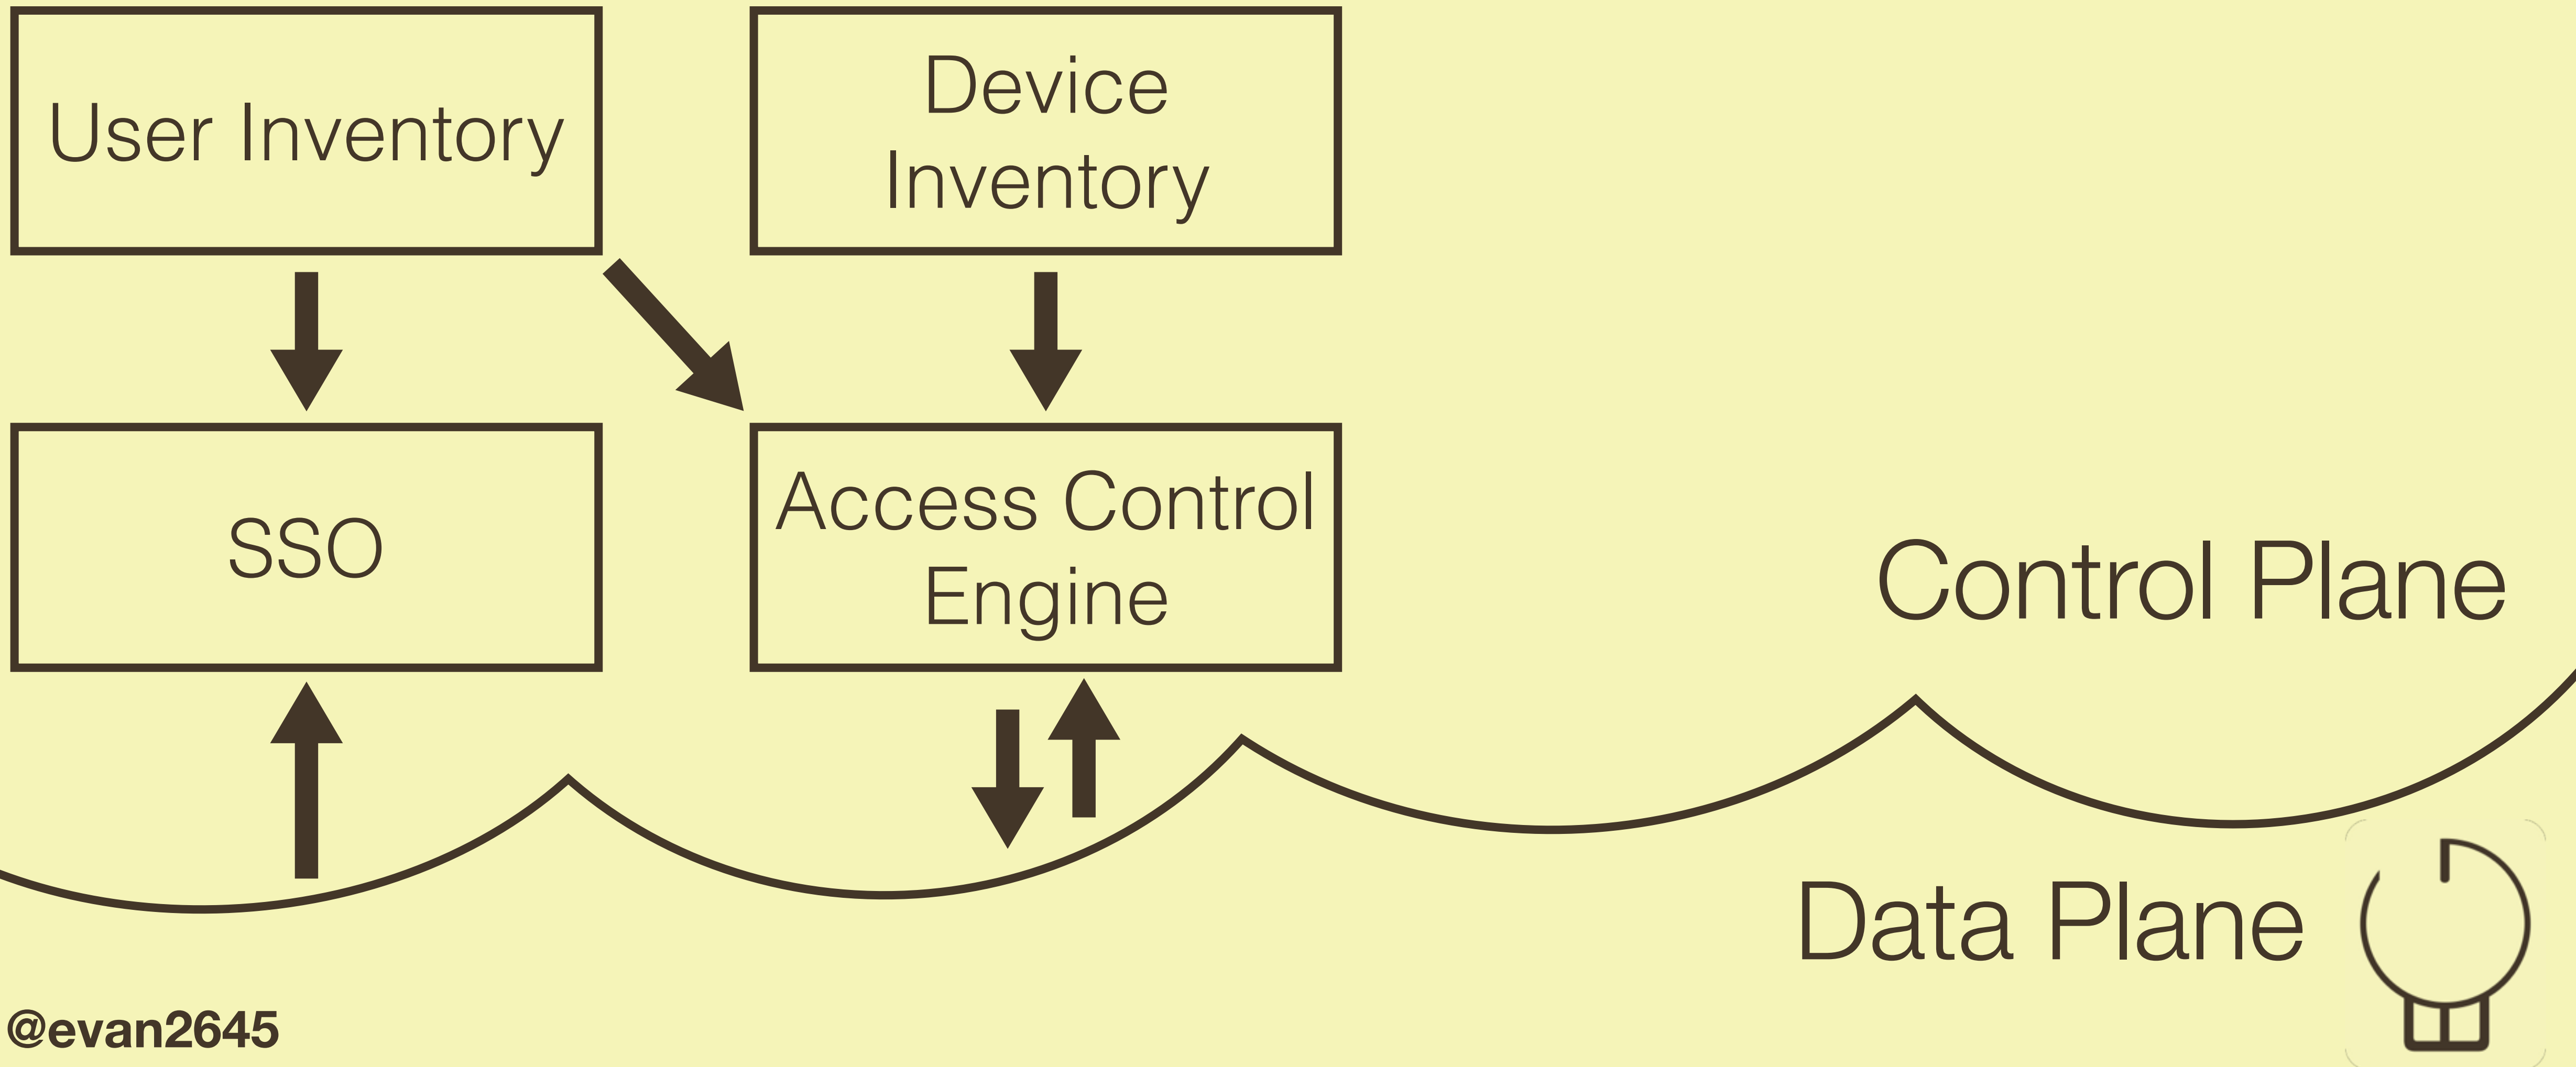 User Inventory
Device
Inventory
SSO
Access Control
Engine
Control Plane
Data Plane
@evan2645